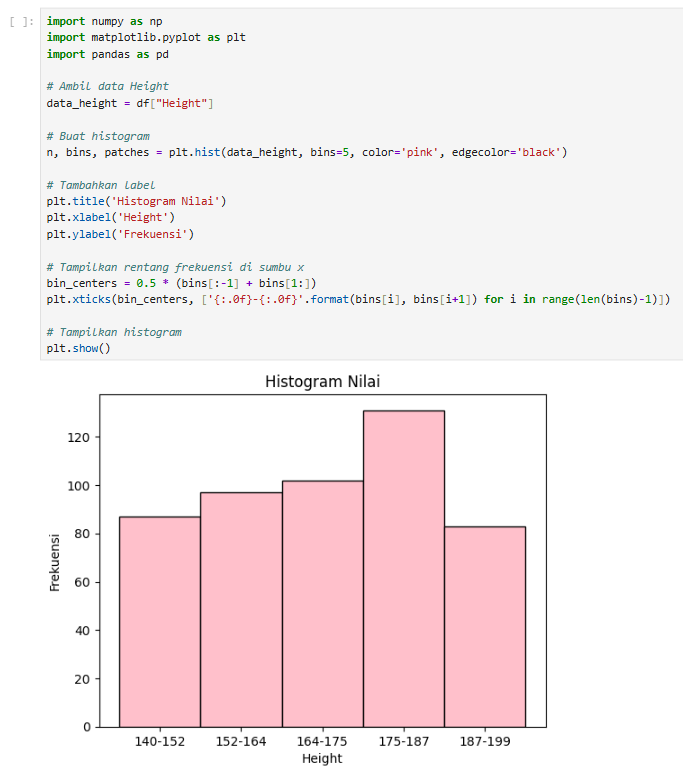 [ ]:
import numpy as np
import matplotlib.pyplot as plt
import pandas as pd
# Ambil data Height
data_height = df["Height"]
# Buat histogram
n, bins, patches = plt.hist(data_height, bins=5, color='pink', edgecolor='black')
# Tambahkan label
plt.title('Histogram Nilai')
plt.xlabel('Height')
plt.ylabel('Frekuensi')
# Tampilkan rentang frekuensi di sumbu x
bin_centers = 0.5 * (bins[:-1] + bins[1:])
plt.xticks(bin_centers, ['{:.0f}-{:.0f}'.format(bins[i], bins[i+1]) for i in range(len(bins)-1)])
# Tampilkan histogram
plt.show()
Histogram Nilai
120
100
80
60
40
20
0
Frekuensi
140-152 152-164 164-175 175-187 187-199
Height